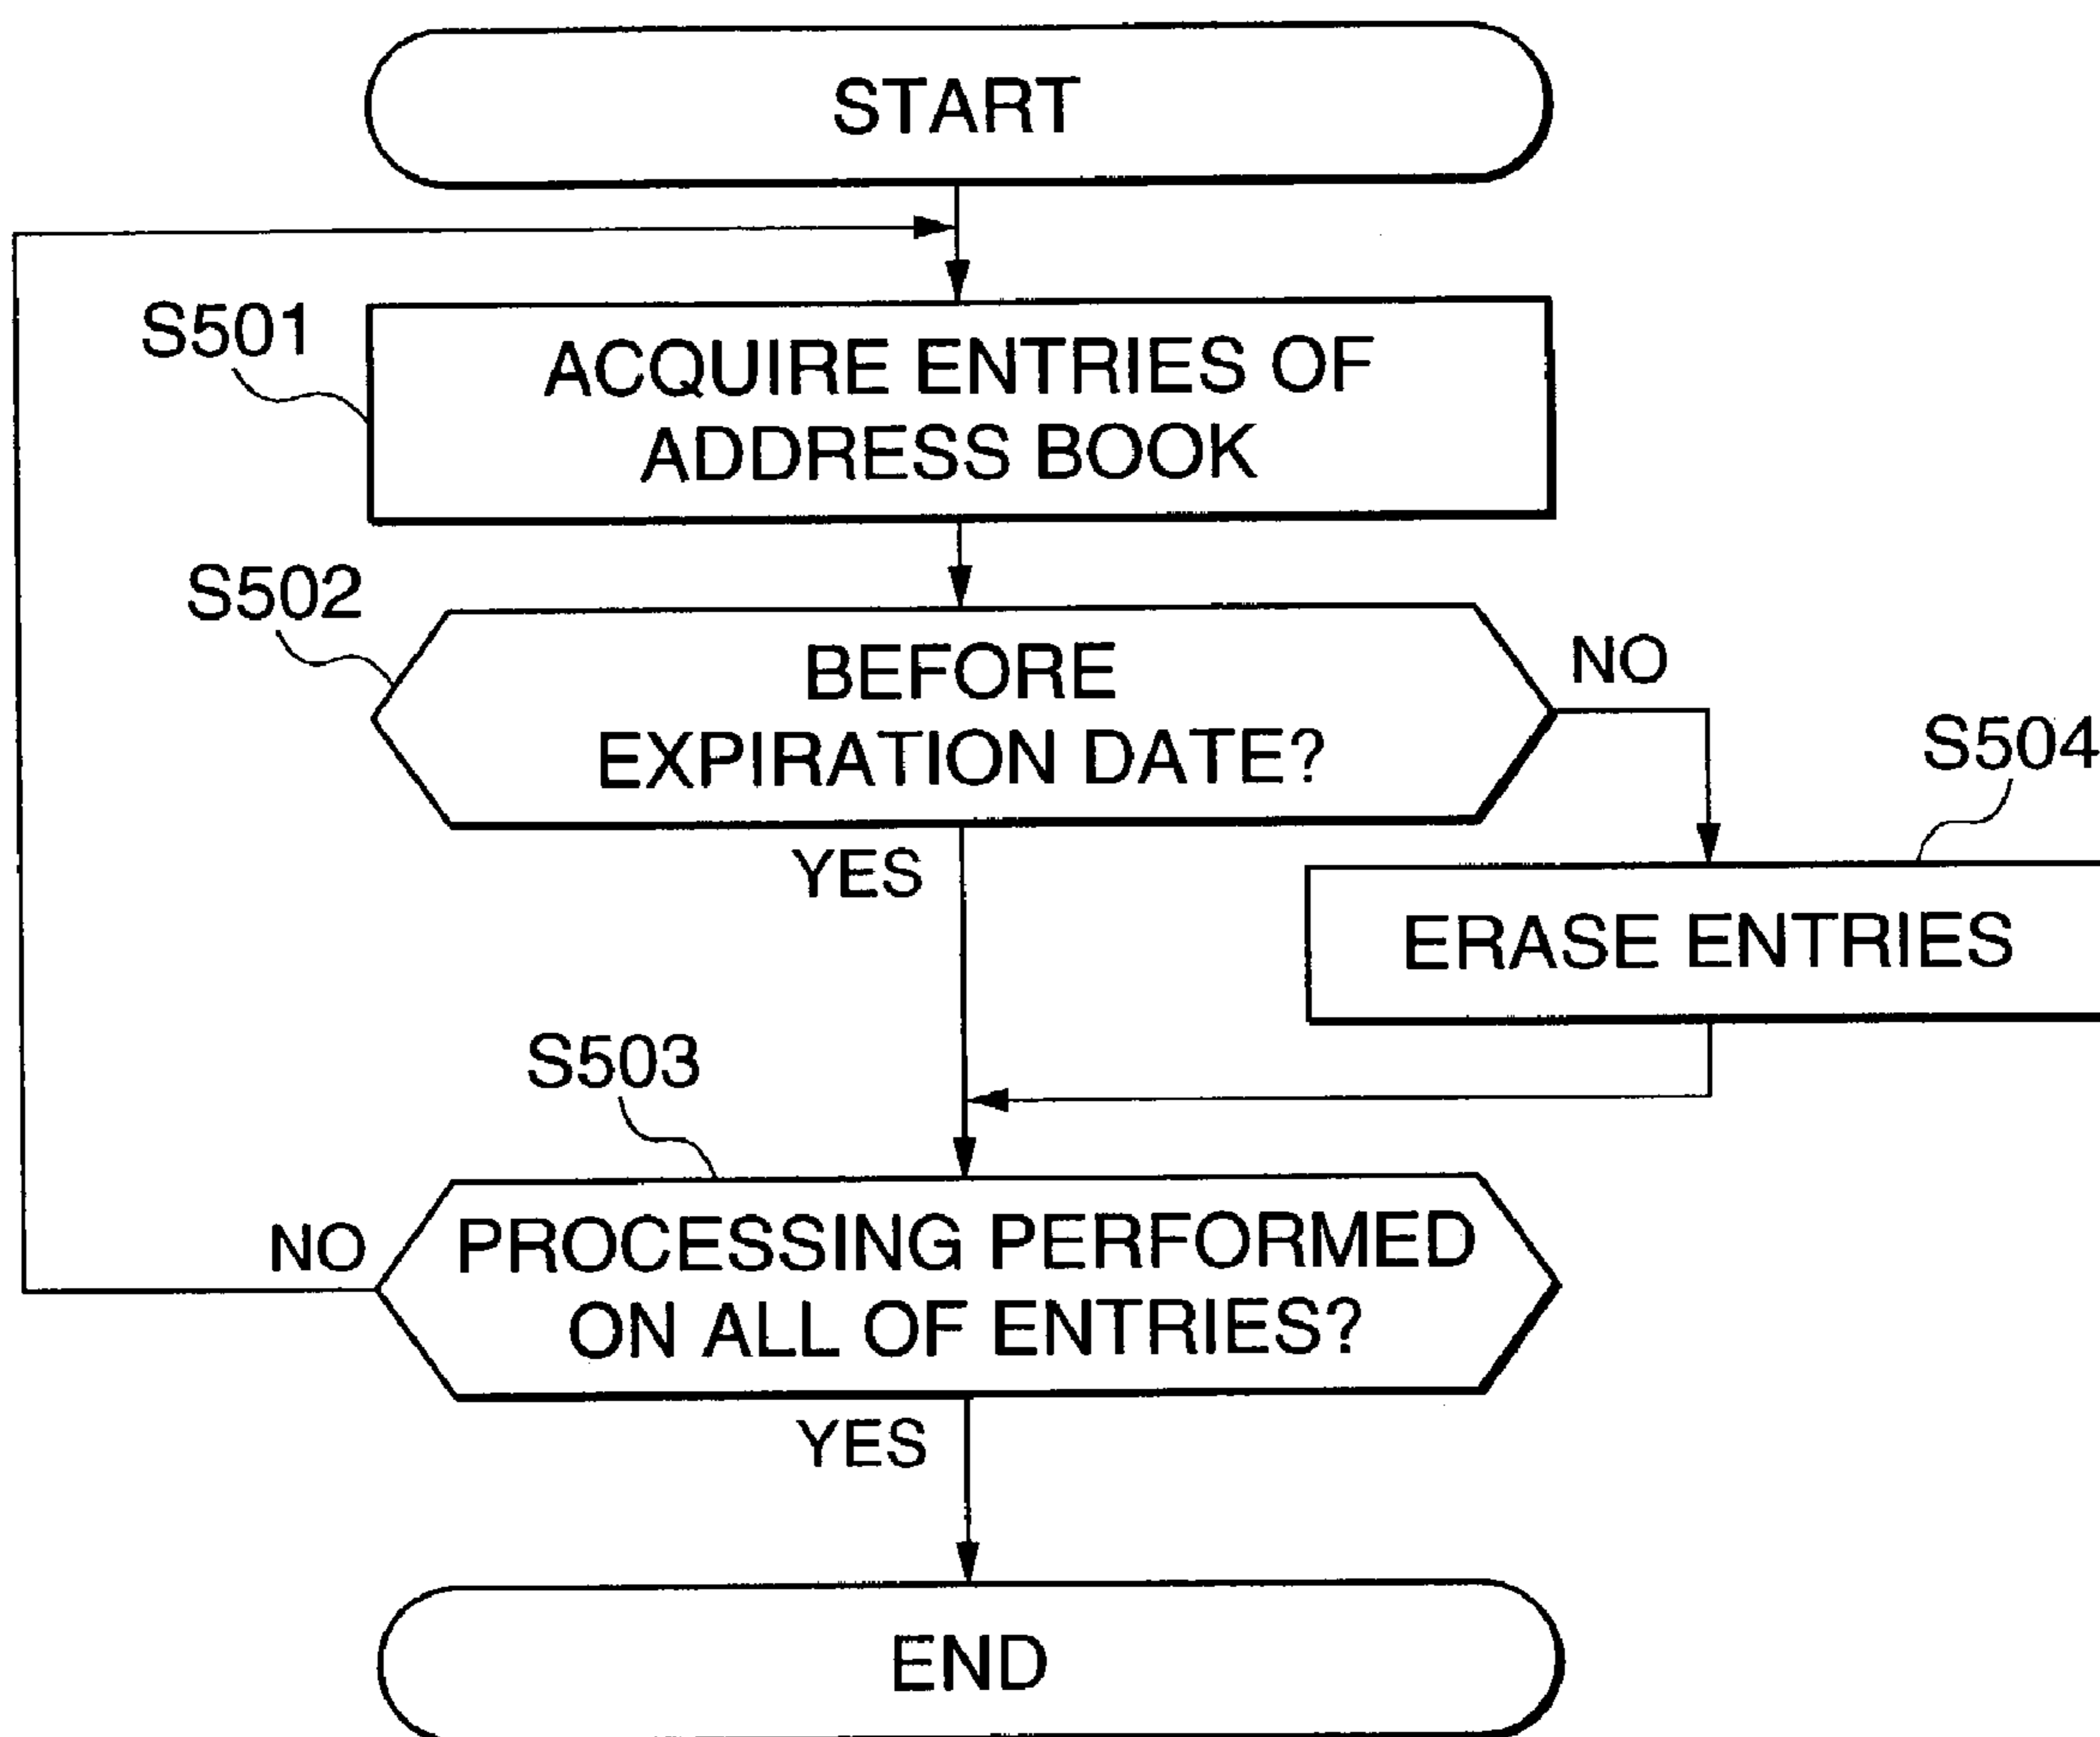 START
S501
ACQUIRE ENTRIES OF
ADDRESS BOOK
S502
BEFORE
EXPIRATION DATE?
NO
YES
S504
ERASE ENTRIES
S503
NO
PROCESSING PERFORMED
ON ALL OF ENTRIES?
YES
END